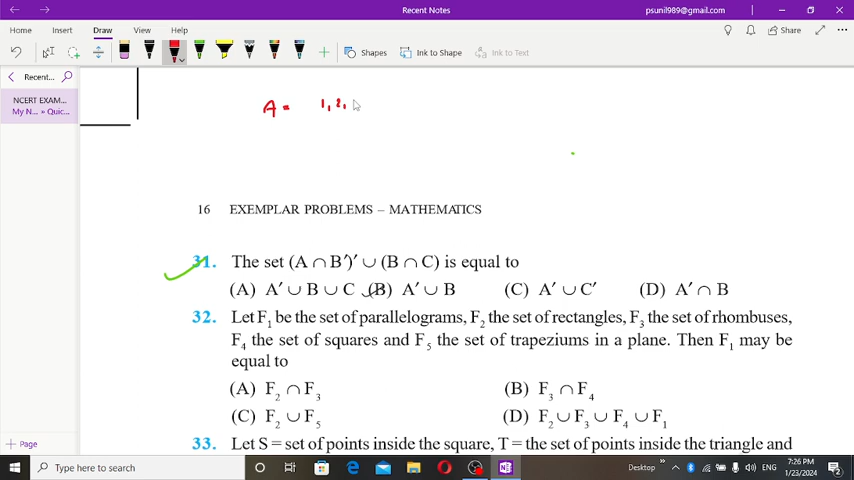 Recent Notes
psunil989@gmail.com
Home Insert Draw View Help
Share
Shapes Ink to Shape Ink to Text
Recent...
NCERT EXAM...
My N... » Quic...
A = 1, 2,
16 EXEMPLAR PROBLEMS – MATHEMATICS
31. The set (A ∩ B′)′ ∪ (B ∩ C) is equal to
(A) A′ ∪ B ∪ C (B) A′ ∪ B (C) A′ ∪ C′ (D) A′ ∩ B
32. Let F₁ be the set of parallelograms, F₂ the set of rectangles, F₃ the set of rhombuses,
F₄ the set of squares and F₅ the set of trapeziums in a plane. Then F₁ may be
equal to
(A) F₂ ∩ F₃ (B) F₃ ∩ F₄
(C) F₂ ∪ F₅ (D) F₂ ∪ F₃ ∪ F₄ ∪ F₁
33. Let S = set of points inside the square, T = the set of points inside the triangle and
+ Page
Type here to search
Desktop
ENG
7:26 PM
1/23/2024
2